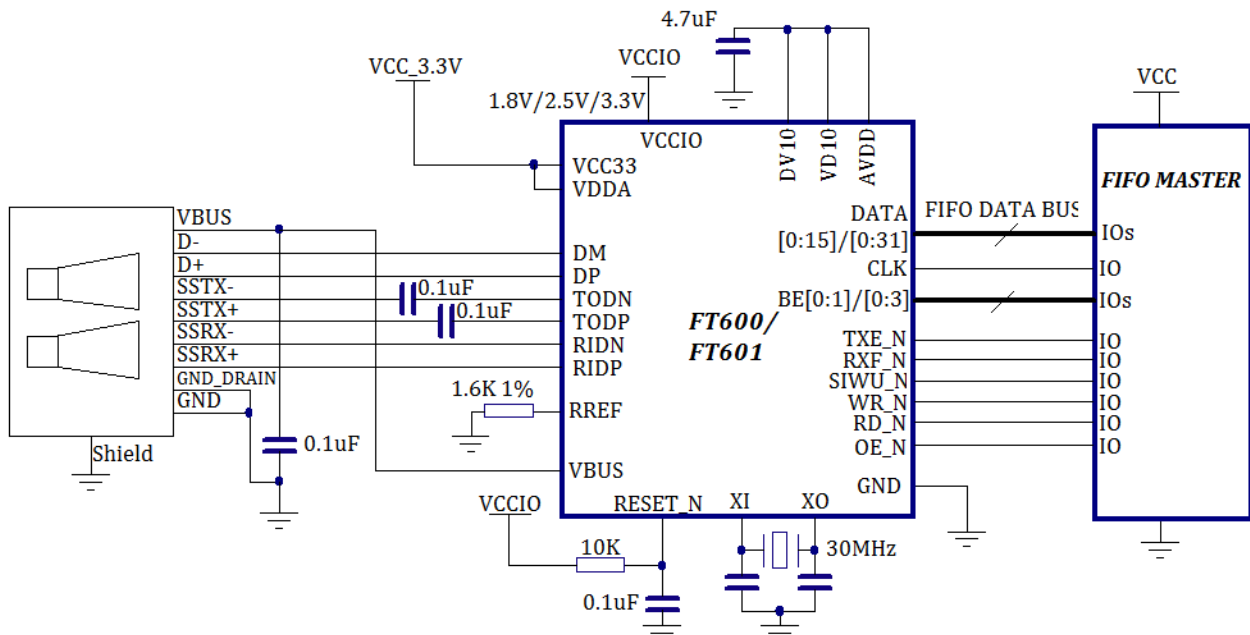 4.7uF
VCC_3.3V
VCCIO
1.8V/2.5V/3.3V
VCC
VCCIO
DV10
VD10
AVDD
VCC33
VDDA
FIFO MASTER
VBUS
D-
D+
SSTX-
SSTX+
SSRX-
SSRX+
GND_DRAIN
GND
Shield
0.1uF
0.1uF
0.1uF
DM
DP
TODN
TODP
RIDN
RIDP
1.6K 1%
RREF
VBUS
FT600/
FT601
DATA
[0:15]/[0:31]
CLK
BE[0:1]/[0:3]
TXE_N
RXF_N
SIWU_N
WR_N
RD_N
OE_N
GND
FIFO DATA BUS
IOs
IO
IOs
IO
IO
IO
IO
IO
IO
VCCIO
RESET_N
XI
XO
10K
0.1uF
30MHz